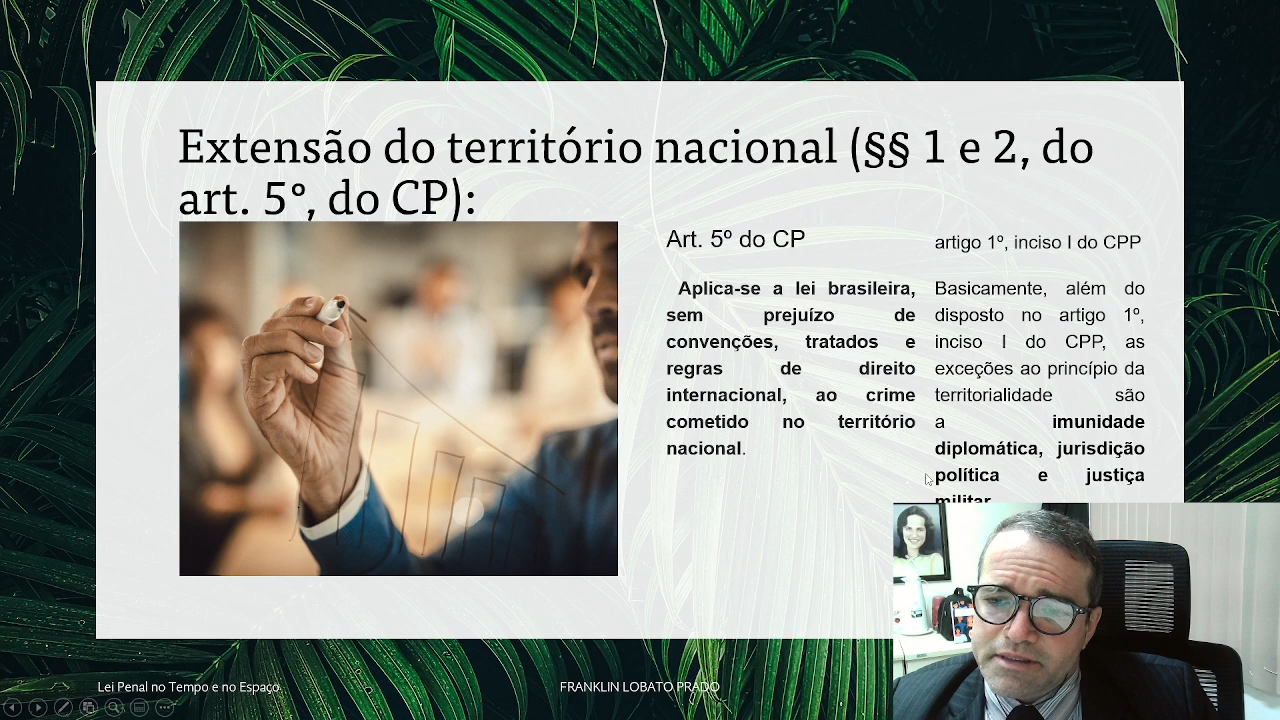 Extensão do território nacional (§§ 1 e 2, do
art. 5°, do CP):
Art. 5º do CP
Aplica-se a lei brasileira,
sem prejuízo de
convenções, tratados e
regras de direito
internacional, ao crime
cometido no território
nacional.
artigo 1º, inciso I do CPP
Basicamente, além do
disposto no artigo 1º,
inciso I do CPP, as
exceções ao princípio da
territorialidade são
a imunidade
diplomática, jurisdição
política e justiça
militar
Lei Penal no Tempo e no Espaço
FRANKLIN LOBATO PRADO